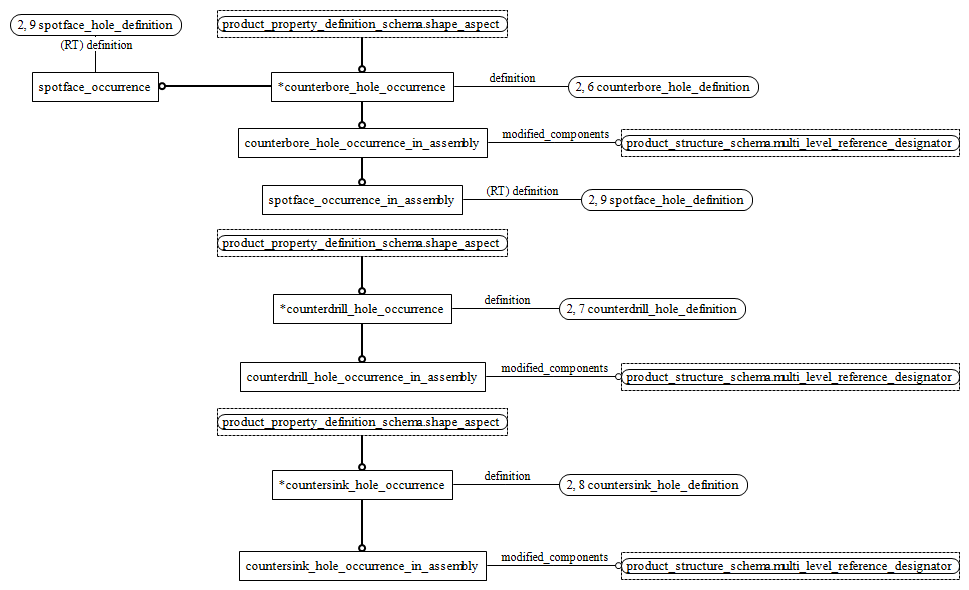 2, 9 spotface_hole_definition
product_property_definition_schema.shape_aspect
(RT) definition
spotface_occurrence
*counterbore_hole_occurrence
definition
2, 6 counterbore_hole_definition
counterbore_hole_occurrence_in_assembly
modified_components
product_structure_schema.multi_level_reference_designator
spotface_occurrence_in_assembly
(RT) definition
2, 9 spotface_hole_definition
product_property_definition_schema.shape_aspect
*counterdrill_hole_occurrence
definition
2, 7 counterdrill_hole_definition
counterdrill_hole_occurrence_in_assembly
modified_components
product_structure_schema.multi_level_reference_designator
product_property_definition_schema.shape_aspect
*countersink_hole_occurrence
definition
2, 8 countersink_hole_definition
countersink_hole_occurrence_in_assembly
modified_components
product_structure_schema.multi_level_reference_designator